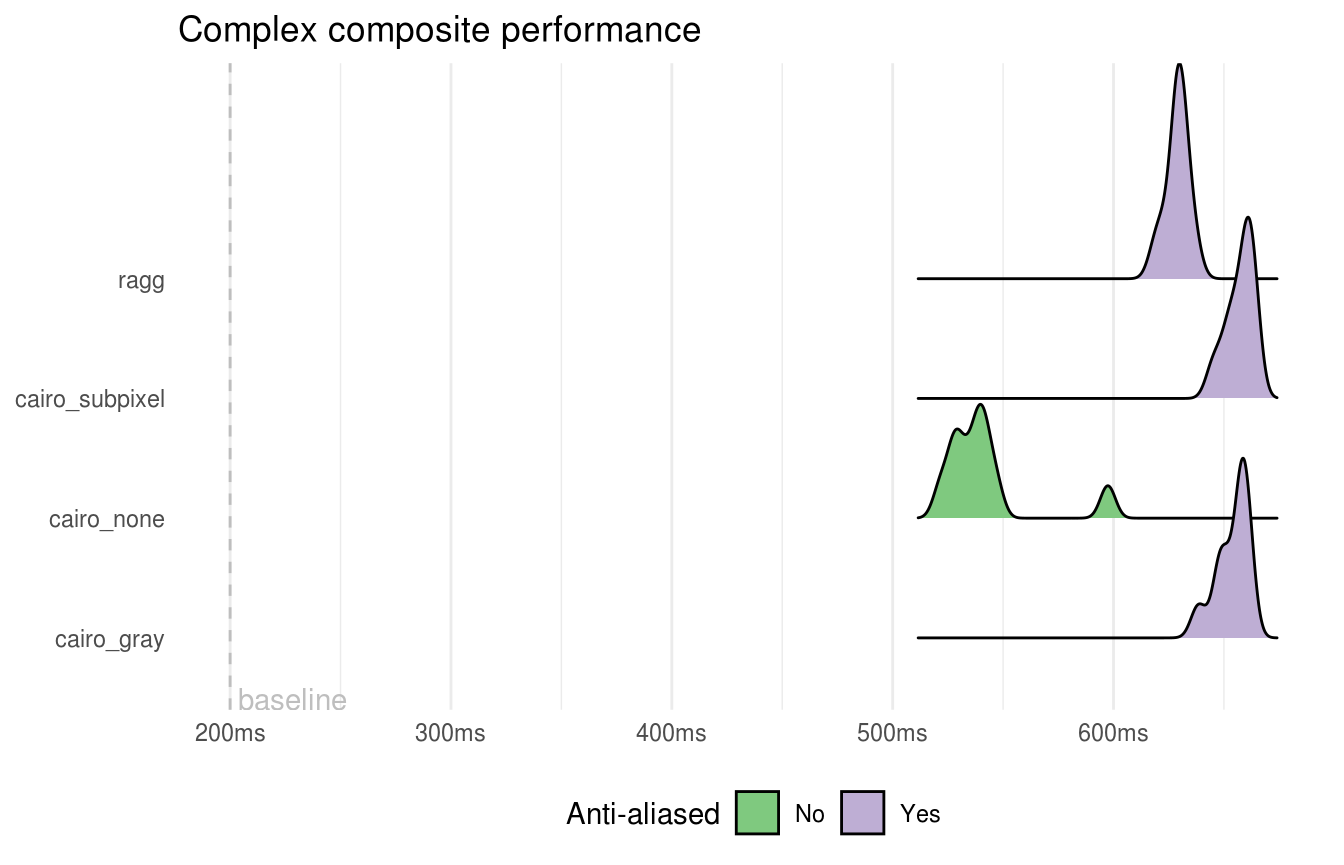 Complex composite performance
ragg
cairo_subpixel
cairo_none
cairo_gray
baseline
200ms 300ms 400ms 500ms 600ms
Anti-aliased No Yes